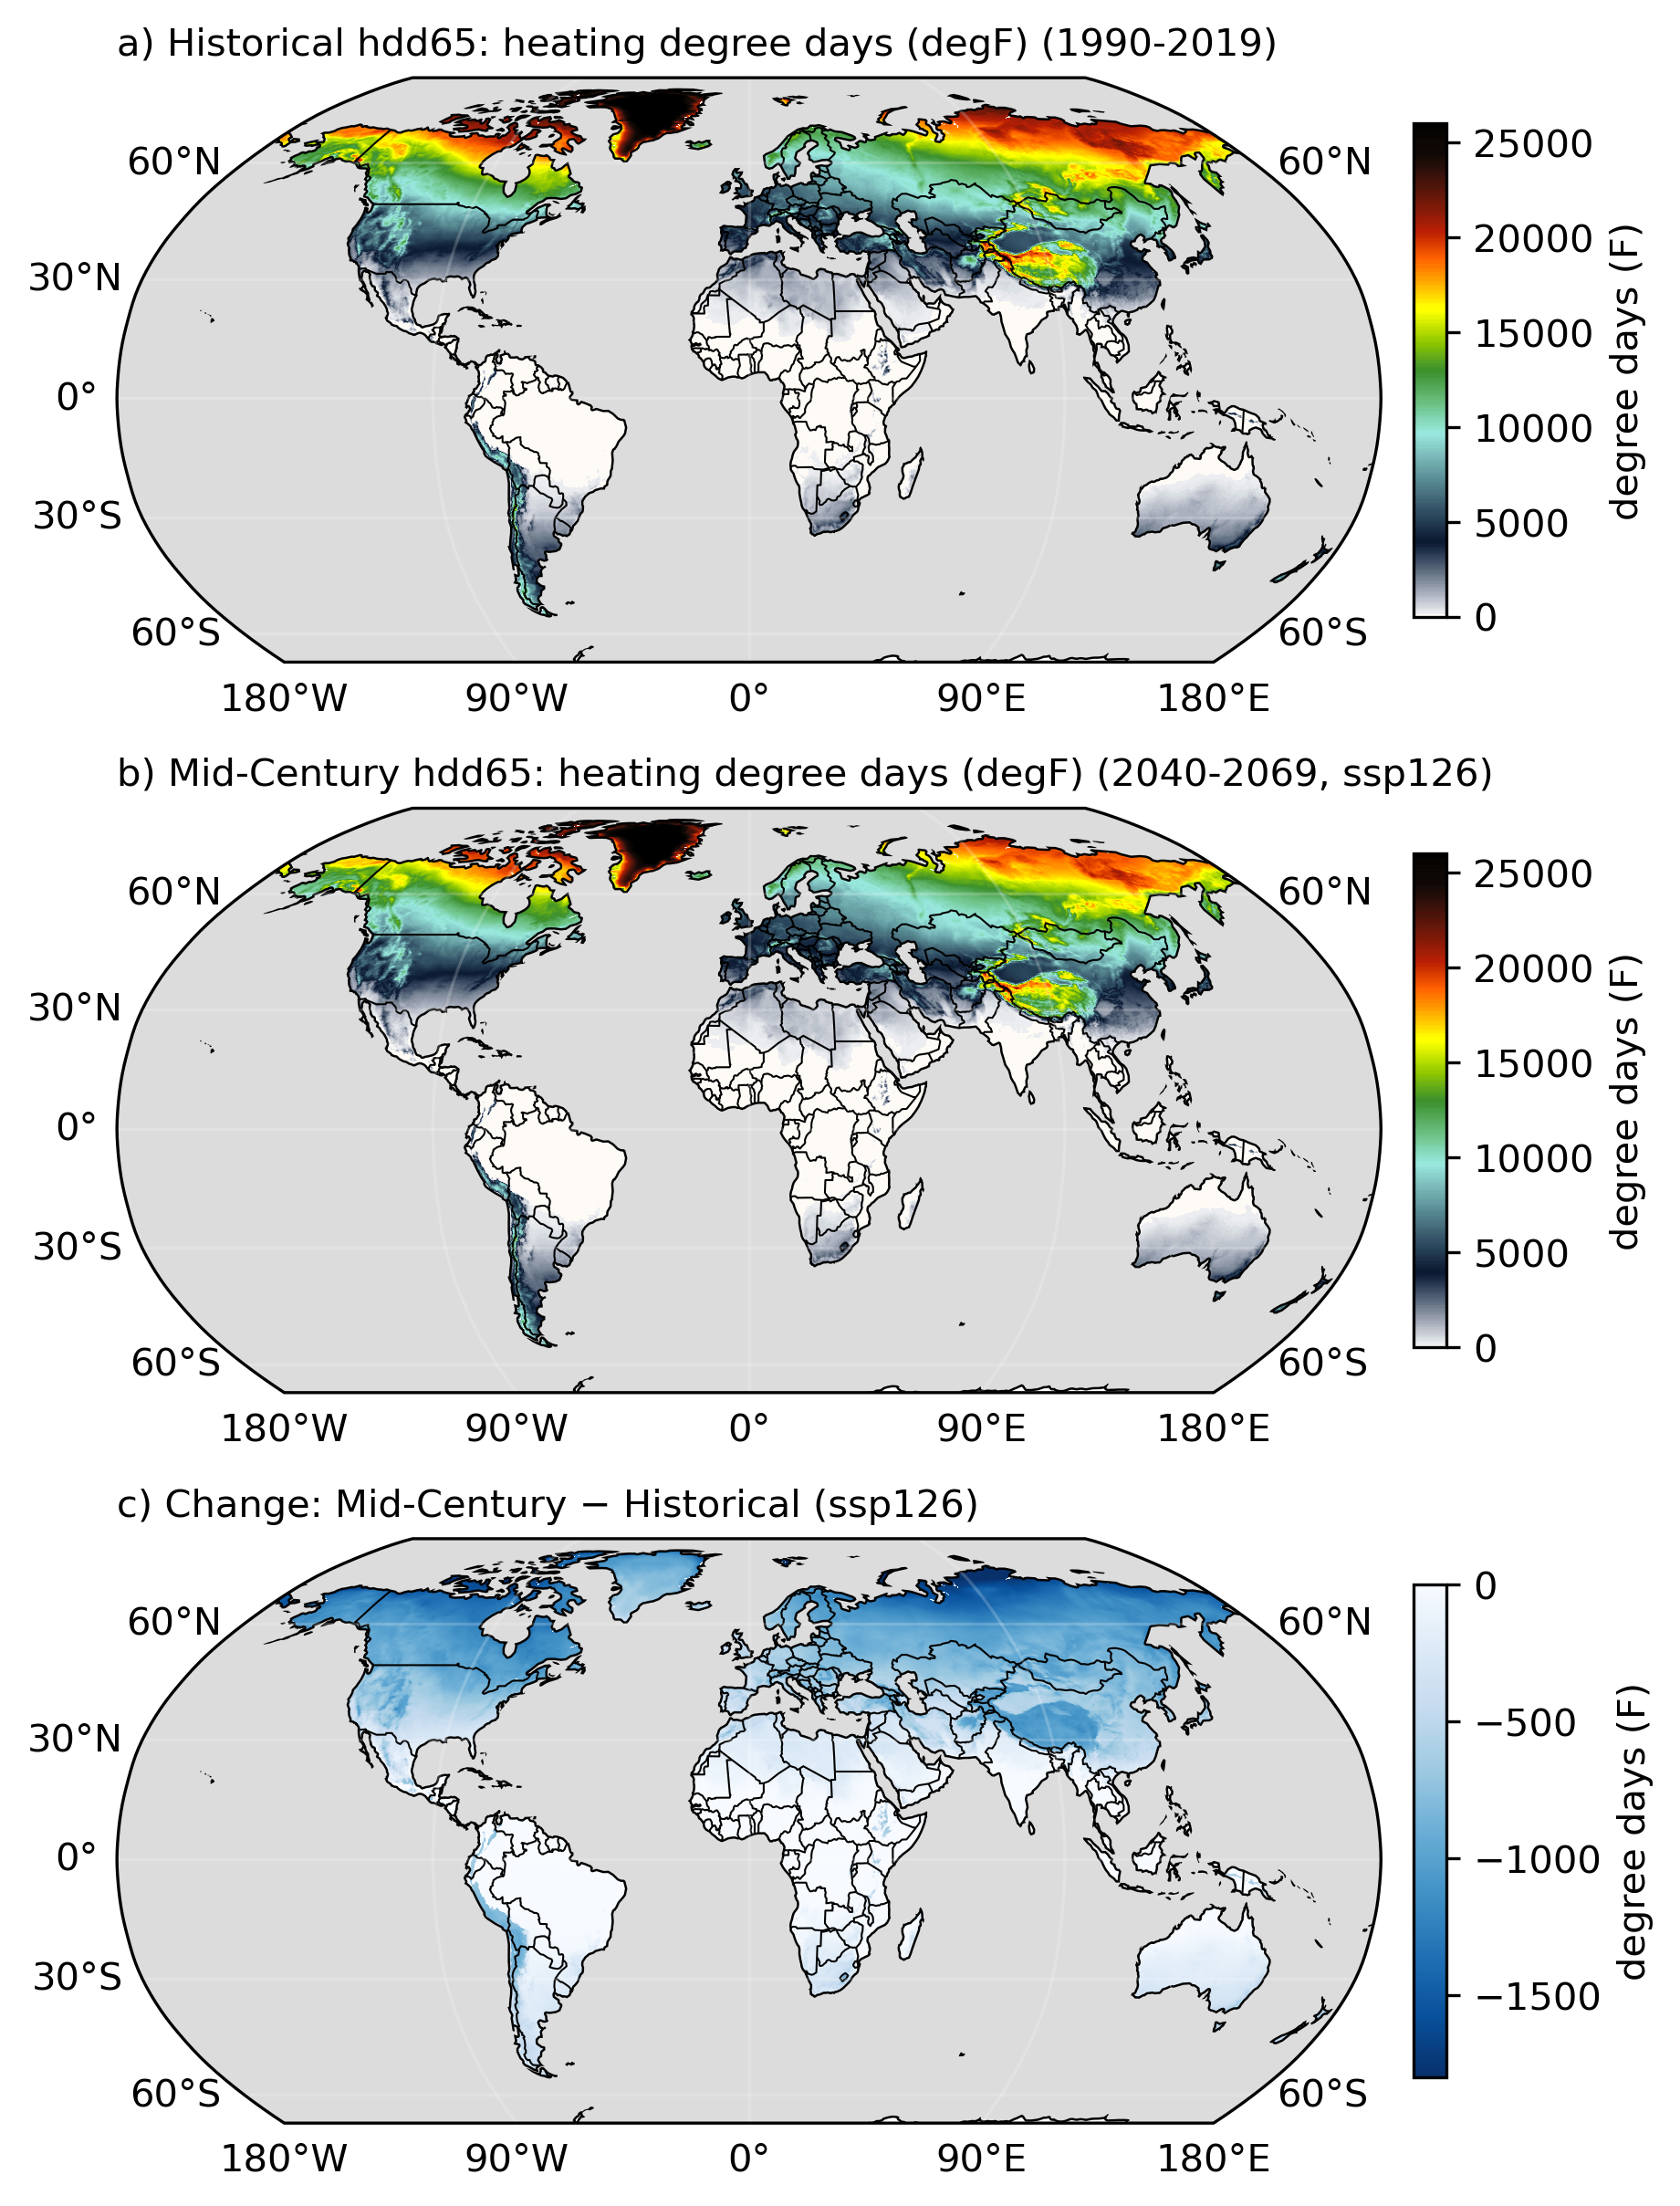 a) Historical hdd65: heating degree days (degF) (1990-2019)
60°N
60°N
30°N
0°
30°S
60°S
60°S
180°W 90°W 0° 90°E 180°E
25000
20000
15000
10000
5000
0
degree days (F)
b) Mid-Century hdd65: heating degree days (degF) (2040-2069, ssp126)
60°N
60°N
30°N
0°
30°S
60°S
60°S
180°W 90°W 0° 90°E 180°E
25000
20000
15000
10000
5000
0
degree days (F)
c) Change: Mid-Century − Historical (ssp126)
60°N
60°N
30°N
0°
30°S
60°S
60°S
180°W 90°W 0° 90°E 180°E
0
−500
−1000
−1500
degree days (F)